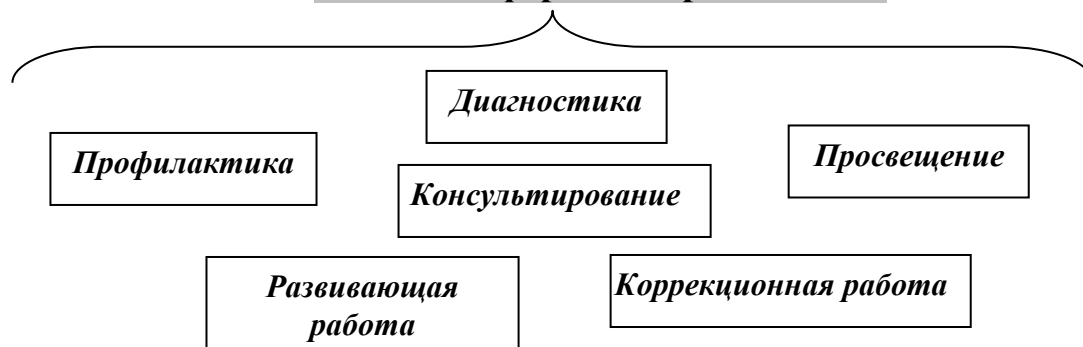 Диагностика
Профилактика
Просвещение
Консультирование
Развивающая
работа
Коррекционная работа